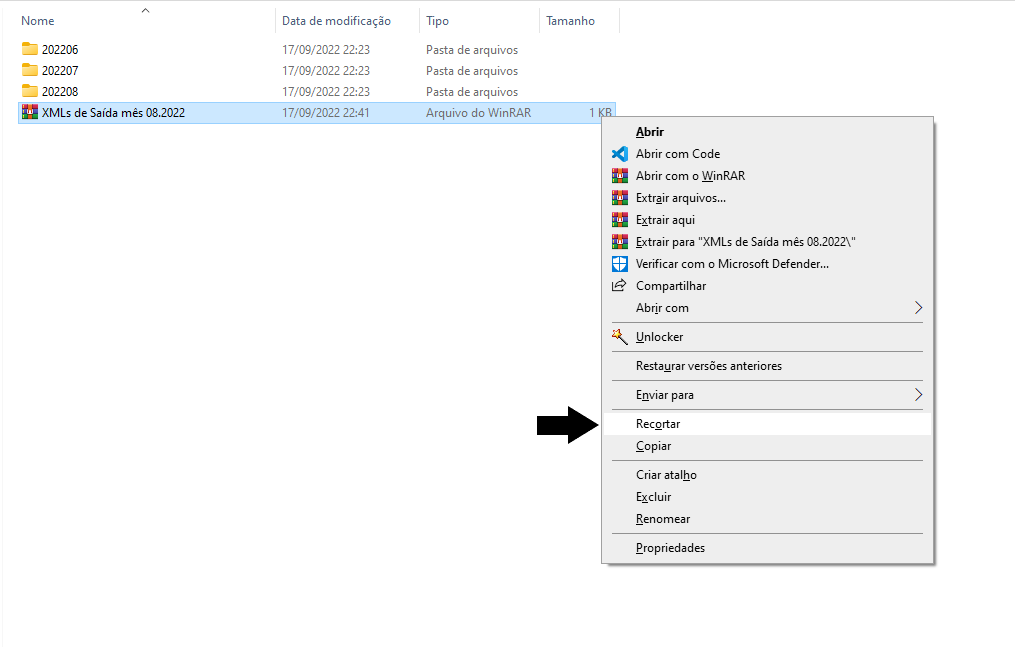 Nome Data de modificação Tipo Tamanho
202206 17/09/2022 22:23 Pasta de arquivos
202207 17/09/2022 22:23 Pasta de arquivos
202208 17/09/2022 22:23 Pasta de arquivos
XMLs de Saída mês 08.2022 17/09/2022 22:41 Arquivo do WinRAR 1 KB
Abrir
Abrir com Code
Abrir com o WinRAR
Extrair arquivos...
Extrair aqui
Extrair para "XMLs de Saída mês 08.2022\"
Verificar com o Microsoft Defender...
Compartilhar
Abrir com
Unlocker
Restaurar versões anteriores
Enviar para
Recortar
Copiar
Criar atalho
Excluir
Renomear
Propriedades